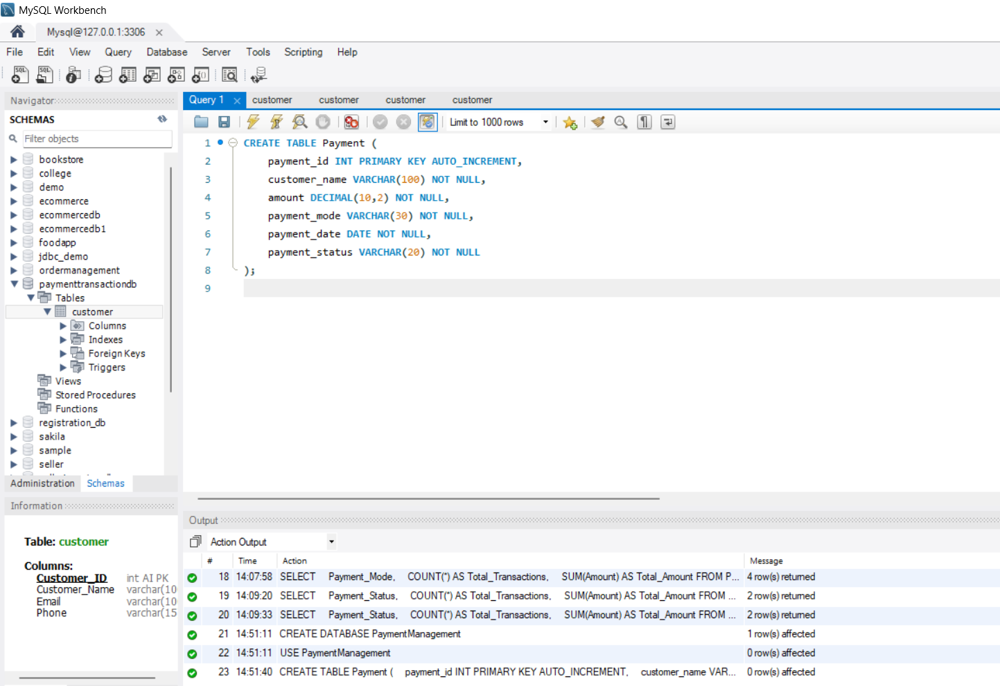 MySQL Workbench
Mysql@127.0.0.1:3306
File Edit View Query Database Server Tools Scripting Help
Navigator
SCHEMAS
Filter objects
bookstore
college
demo
ecommerce
ecommercedb
ecommercedb1
foodapp
jdbc_demo
ordermanagement
paymenttransactiondb
Tables
customer
Columns
Indexes
Foreign Keys
Triggers
Views
Stored Procedures
Functions
registration_db
sakila
sample
seller
Administration Schemas
Information
Table: customer
Columns:
Customer_ID int AI PK
Customer_Name varchar(10
Email varchar(10
Phone varchar(15
Query 1 customer customer customer customer
Limit to 1000 rows
1 CREATE TABLE Payment (
2 payment_id INT PRIMARY KEY AUTO_INCREMENT,
3 customer_name VARCHAR(100) NOT NULL,
4 amount DECIMAL(10,2) NOT NULL,
5 payment_mode VARCHAR(30) NOT NULL,
6 payment_date DATE NOT NULL,
7 payment_status VARCHAR(20) NOT NULL
8 );
9
Output
Action Output
# Time Action Message
18 14:07:58 SELECT Payment_Mode, COUNT(*) AS Total_Transactions, SUM(Amount) AS Total_Amount FROM P... 4 row(s) returned
19 14:09:20 SELECT Payment_Status, COUNT(*) AS Total_Transactions, SUM(Amount) AS Total_Amount FROM ... 2 row(s) returned
20 14:09:33 SELECT Payment_Status, COUNT(*) AS Total_Transactions, SUM(Amount) AS Total_Amount FROM ... 2 row(s) returned
21 14:51:11 CREATE DATABASE PaymentManagement 1 row(s) affected
22 14:51:11 USE PaymentManagement 0 row(s) affected
23 14:51:40 CREATE TABLE Payment ( payment_id INT PRIMARY KEY AUTO_INCREMENT, customer_name VAR... 0 row(s) affected